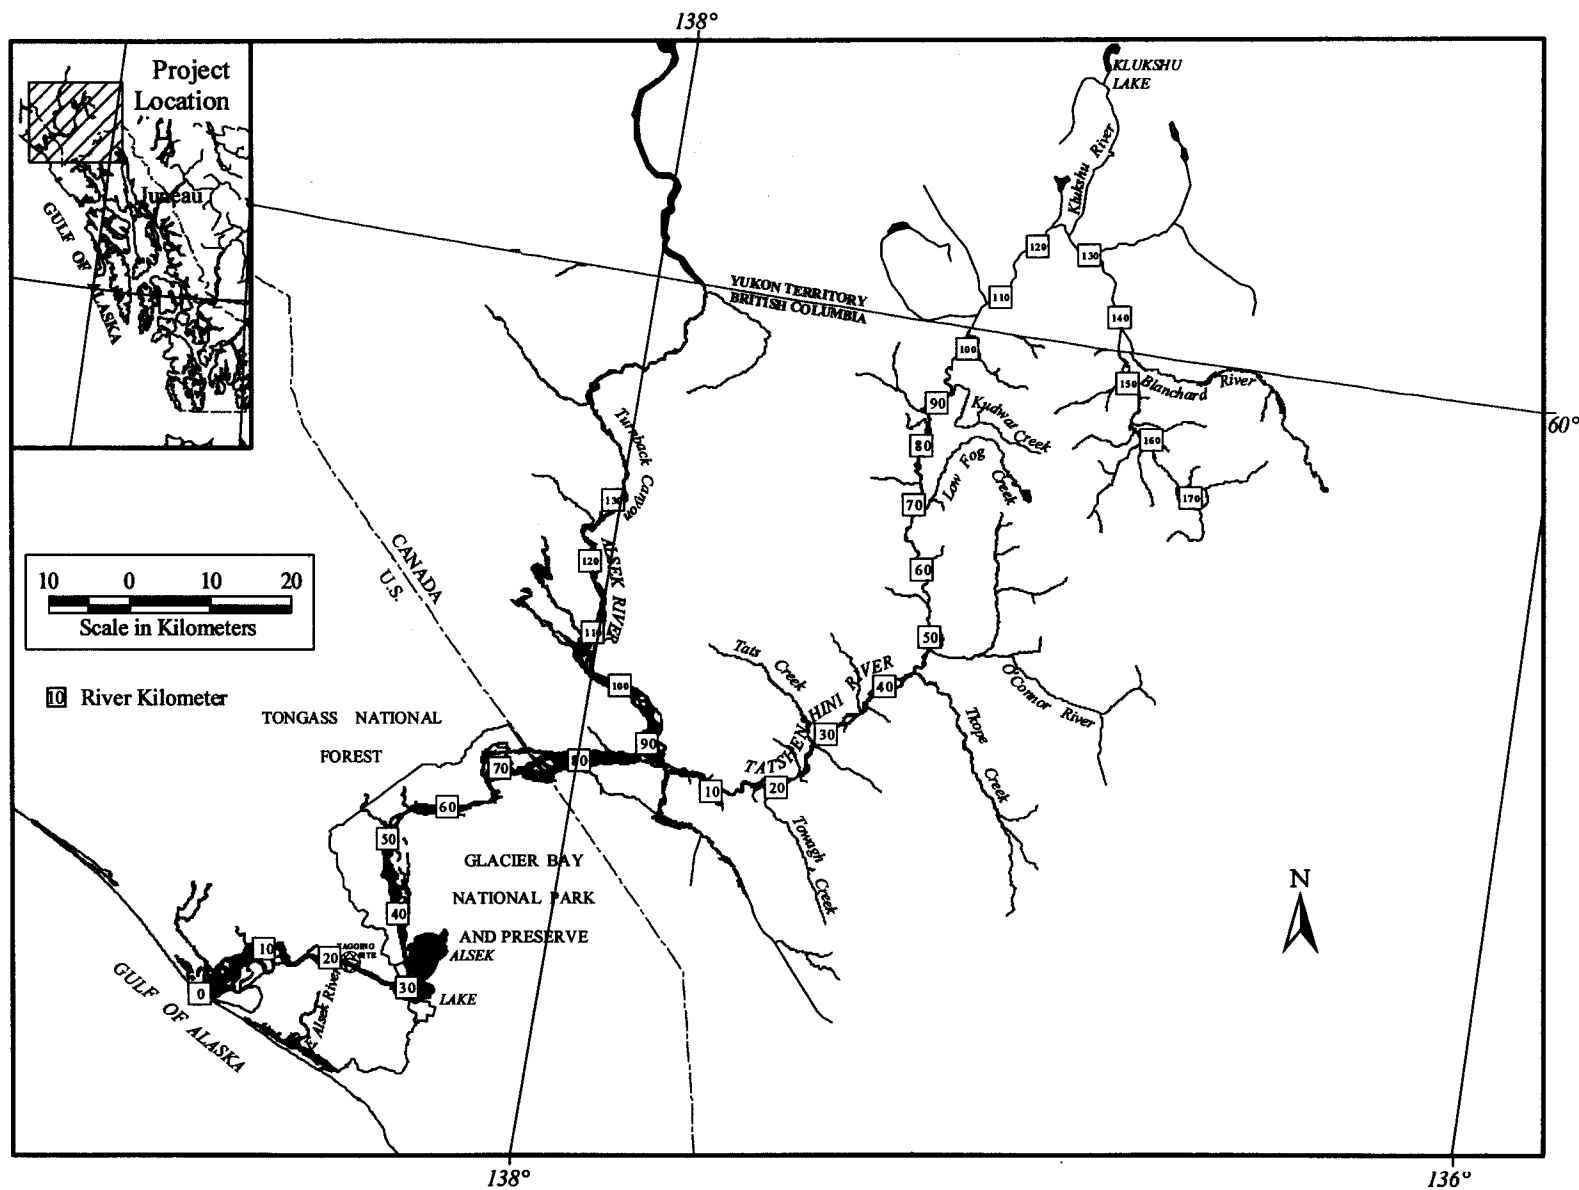 138°
Project
Location
Juneau
GULF OF
ALASKA
KLUKSHU
LAKE
Klukshu River
120
130
110
YUKON TERRITORY
BRITISH COLUMBIA
140
100
150
Blanchard River
90
Kudwat Creek
60°
80
160
Turnback Canyon
Low Fog Creek
170
70
130
ALSEK RIVER
120
60
CANADA
U.S.
10 0 10 20
Scale in Kilometers
110
50
Tats Creek
TATSHENSHINI RIVER
O'Connor River
40
100
10 River Kilometer
TONGASS NATIONAL
FOREST
30
Tkope Creek
90
80
70
10
20
60
Towagh Creek
50
GLACIER BAY
NATIONAL PARK
AND PRESERVE
40
N
10
TAGGING
SITE
20
ALSEK
LAKE
30
0
Alsek River
GULF OF ALASKA
138°
136°